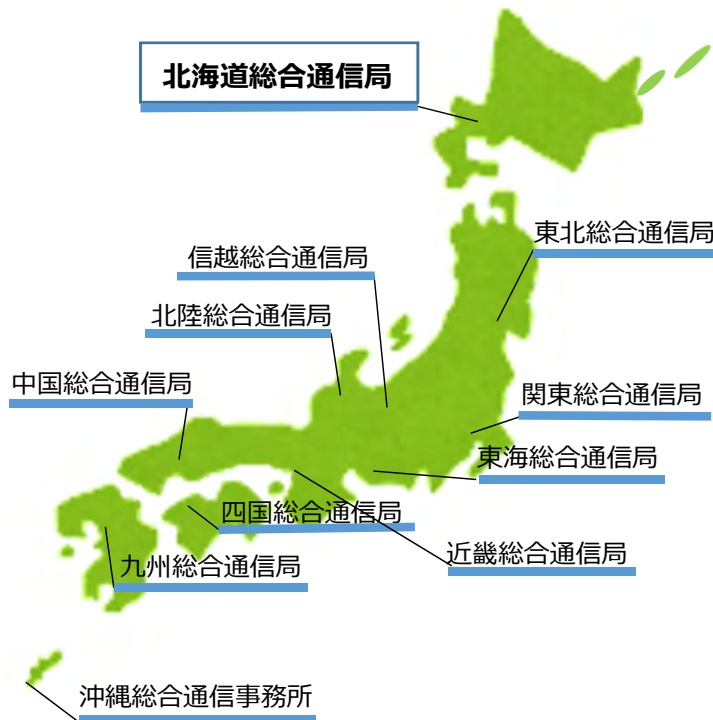 北海道総合通信局
東北総合通信局
信越総合通信局
北陸総合通信局
中国総合通信局
関東総合通信局
東海総合通信局
四国総合通信局
近畿総合通信局
九州総合通信局
沖縄総合通信事務所